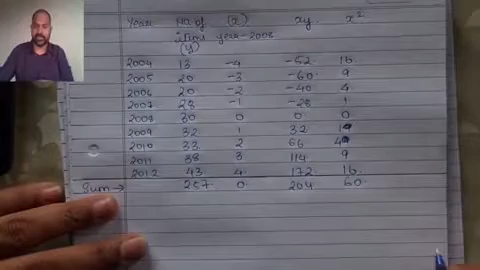 Year No. of (x) xy x²
year-2008
(y)
2004 13 -4 -52 16
2005 20 -3 -60 9
2006 20 -2 -40 4
2007 28 -1 -28 1
2008 30 0 0 0
2009 32 1 32 1
2010 33 2 66 4
2011 38 3 114 9
2012 43 4 172 16
Sum → 257 0 204 60